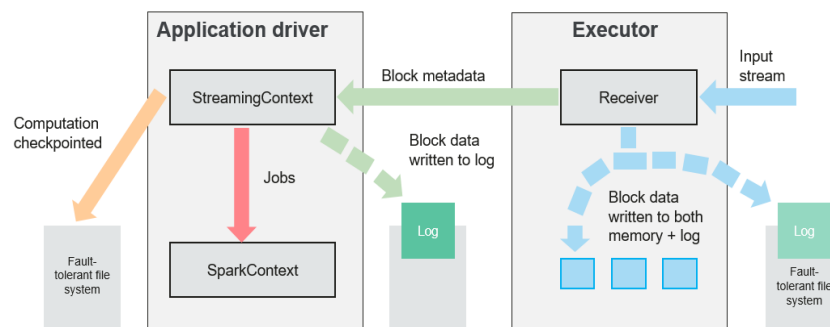 Application driver
Executor
StreamingContext
Block metadata
Receiver
Input
stream
Computation
checkpointed
Block data
written to log
Jobs
Block data
written to both
memory + log
Log
Log
Fault-
tolerant file
system
SparkContext
Fault-
tolerant file
system